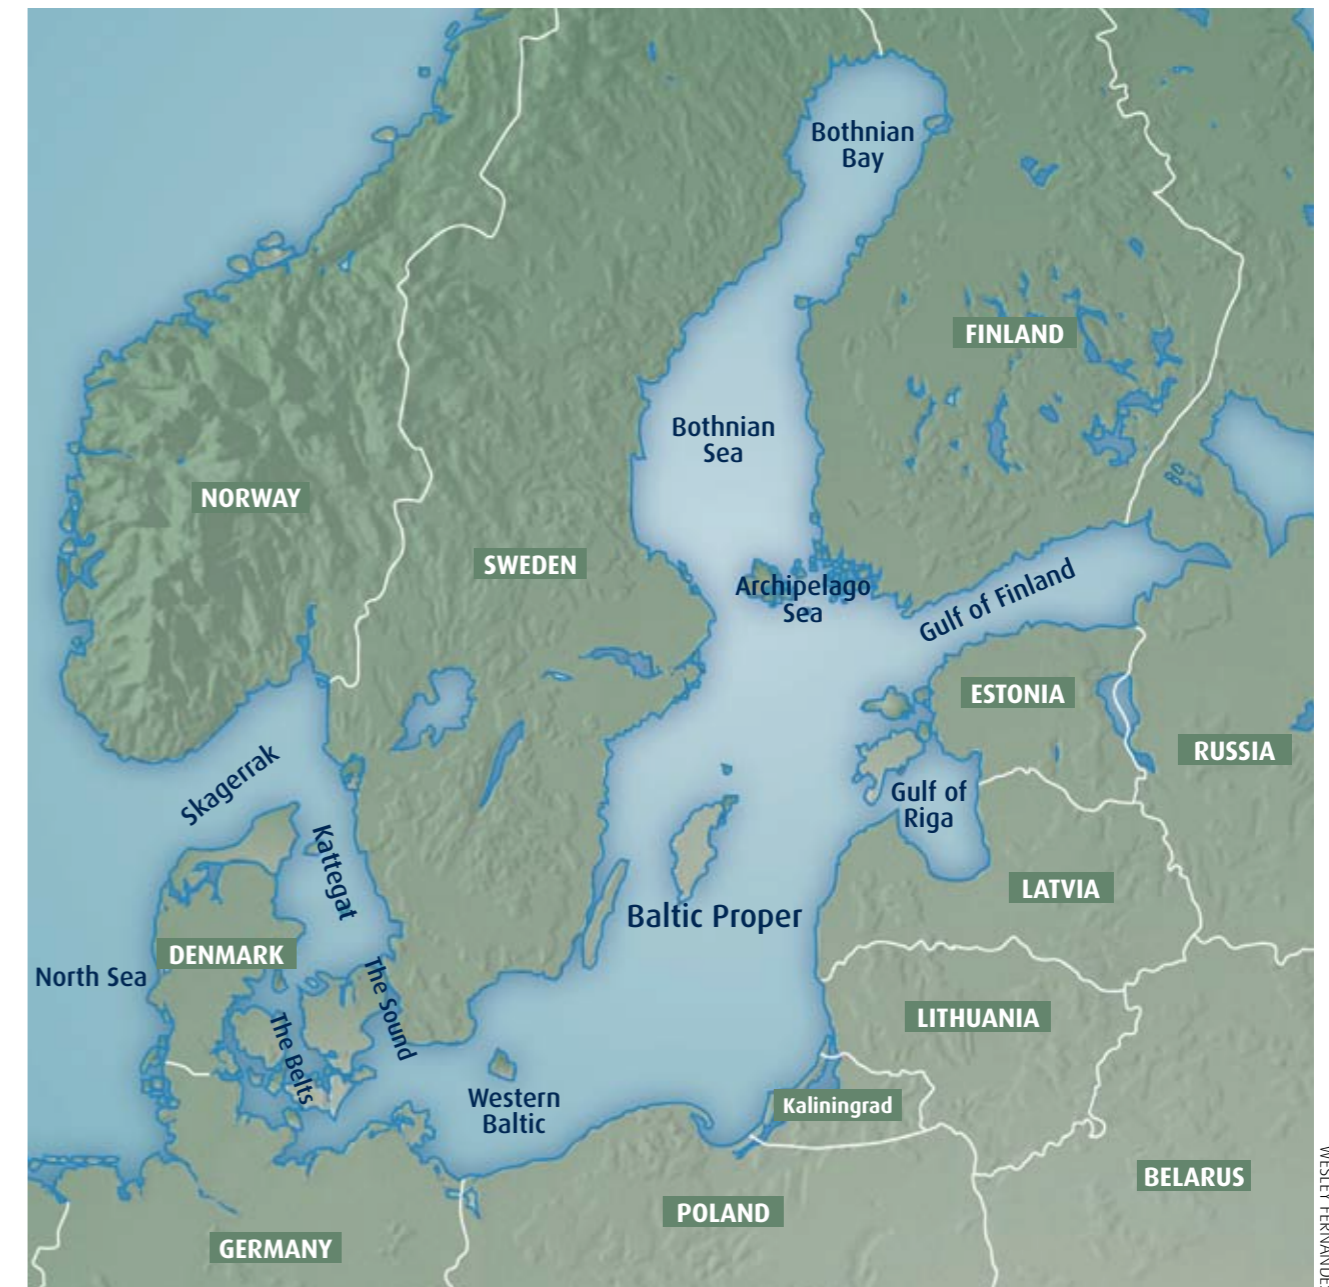 Bothnian
Bay
FINLAND
Bothnian
Sea
NORWAY
SWEDEN
Archipelago
Sea
Gulf of Finland
ESTONIA
RUSSIA
Skagerrak
Gulf of
Riga
Kattegat
LATVIA
Baltic Proper
DENMARK
North Sea
The Sound
LITHUANIA
The Belts
Western
Baltic
Kaliningrad
BELARUS
POLAND
GERMANY
WESLEY